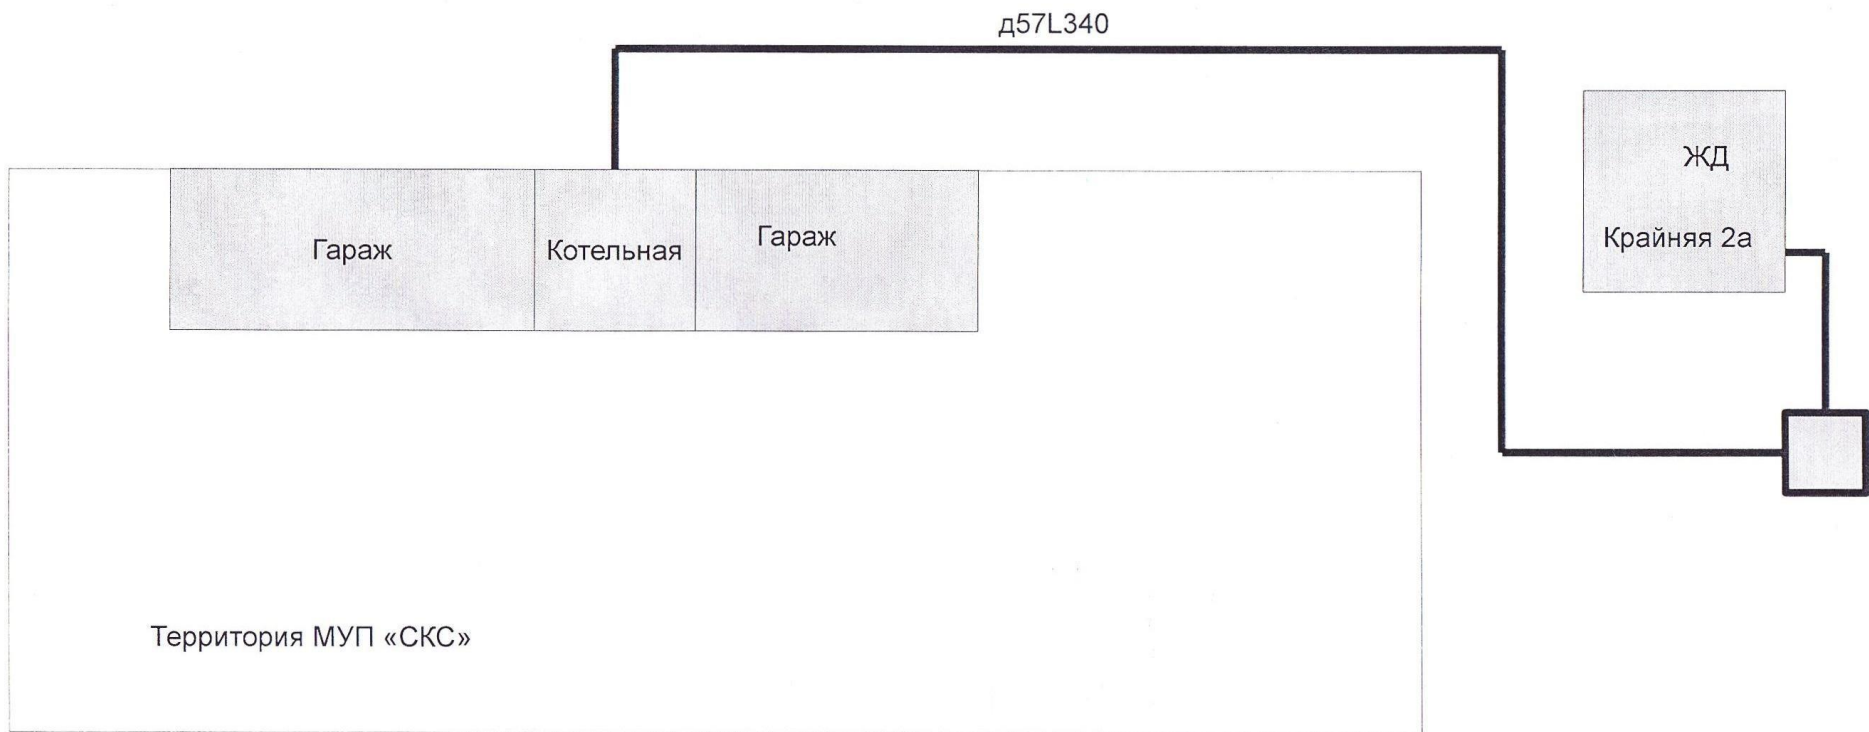 д57L340
ЖД
Крайняя 2а
Гараж
Котельная
Гараж
Территория МУП «СКС»